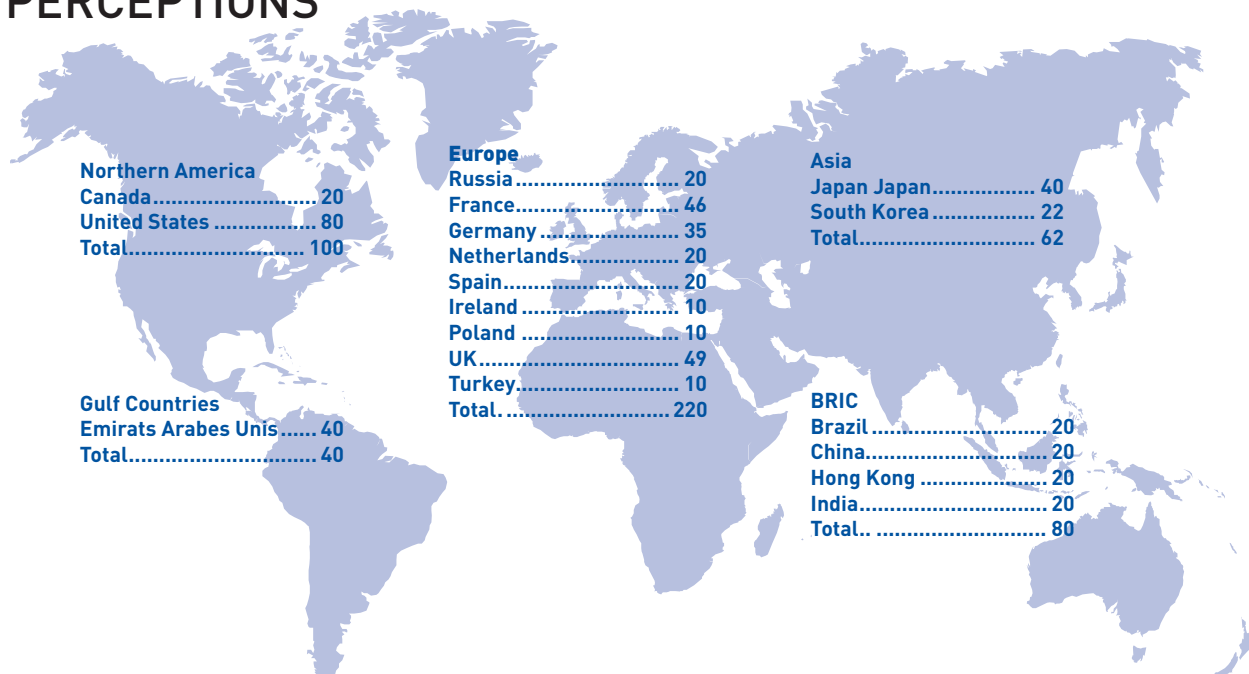 PERCEPTIONS
Northern America
Canada...........................20
United States ................. 80
Total............................. 100
Gulf Countries
Emirats Arabes Unis...... 40
Total............................... 40
Europe
Russia........................... 20
France........................... 46
Germany ....................... 35
Netherlands.................. 20
Spain............................. 20
Ireland .......................... 10
Poland .......................... 10
UK................................. 49
Turkey........................... 10
Total. ........................... 220
Asia
Japan Japan................. 40
South Korea ................. 22
Total............................. 62
BRIC
Brazil ............................. 20
China.............................. 20
Hong Kong ..................... 20
India............................... 20
Total.. ............................ 80